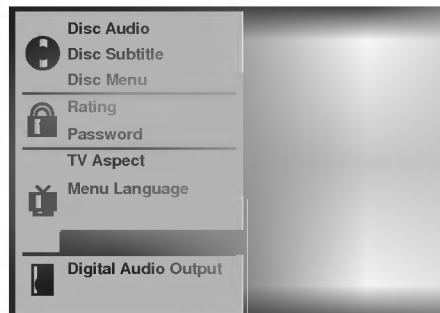 Disc Audio
Disc Subtitle
Disc Menu
Rating
Password
TV Aspect
Menu Language
Digital Audio Output